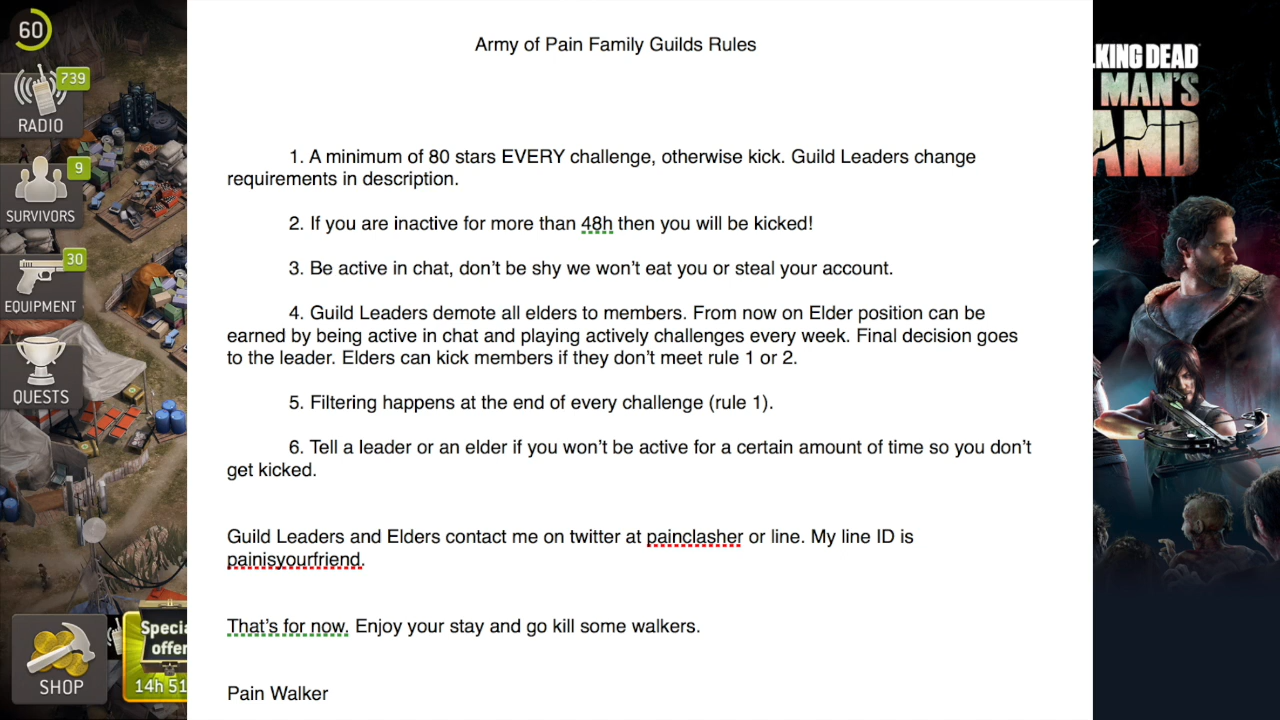 60
739
RADIO
9
SURVIVORS
30
EQUIPMENT
QUESTS
SHOP
Specia
offer
14h 51
Army of Pain Family Guilds Rules
1. A minimum of 80 stars EVERY challenge, otherwise kick. Guild Leaders change
requirements in description.
2. If you are inactive for more than 48h then you will be kicked!
3. Be active in chat, don’t be shy we won’t eat you or steal your account.
4. Guild Leaders demote all elders to members. From now on Elder position can be
earned by being active in chat and playing actively challenges every week. Final decision goes
to the leader. Elders can kick members if they don’t meet rule 1 or 2.
5. Filtering happens at the end of every challenge (rule 1).
6. Tell a leader or an elder if you won’t be active for a certain amount of time so you don’t
get kicked.
Guild Leaders and Elders contact me on twitter at painclasher or line. My line ID is
painisyourfriend.
That’s for now. Enjoy your stay and go kill some walkers.
Pain Walker
KING DEAD
MAN'S
AND